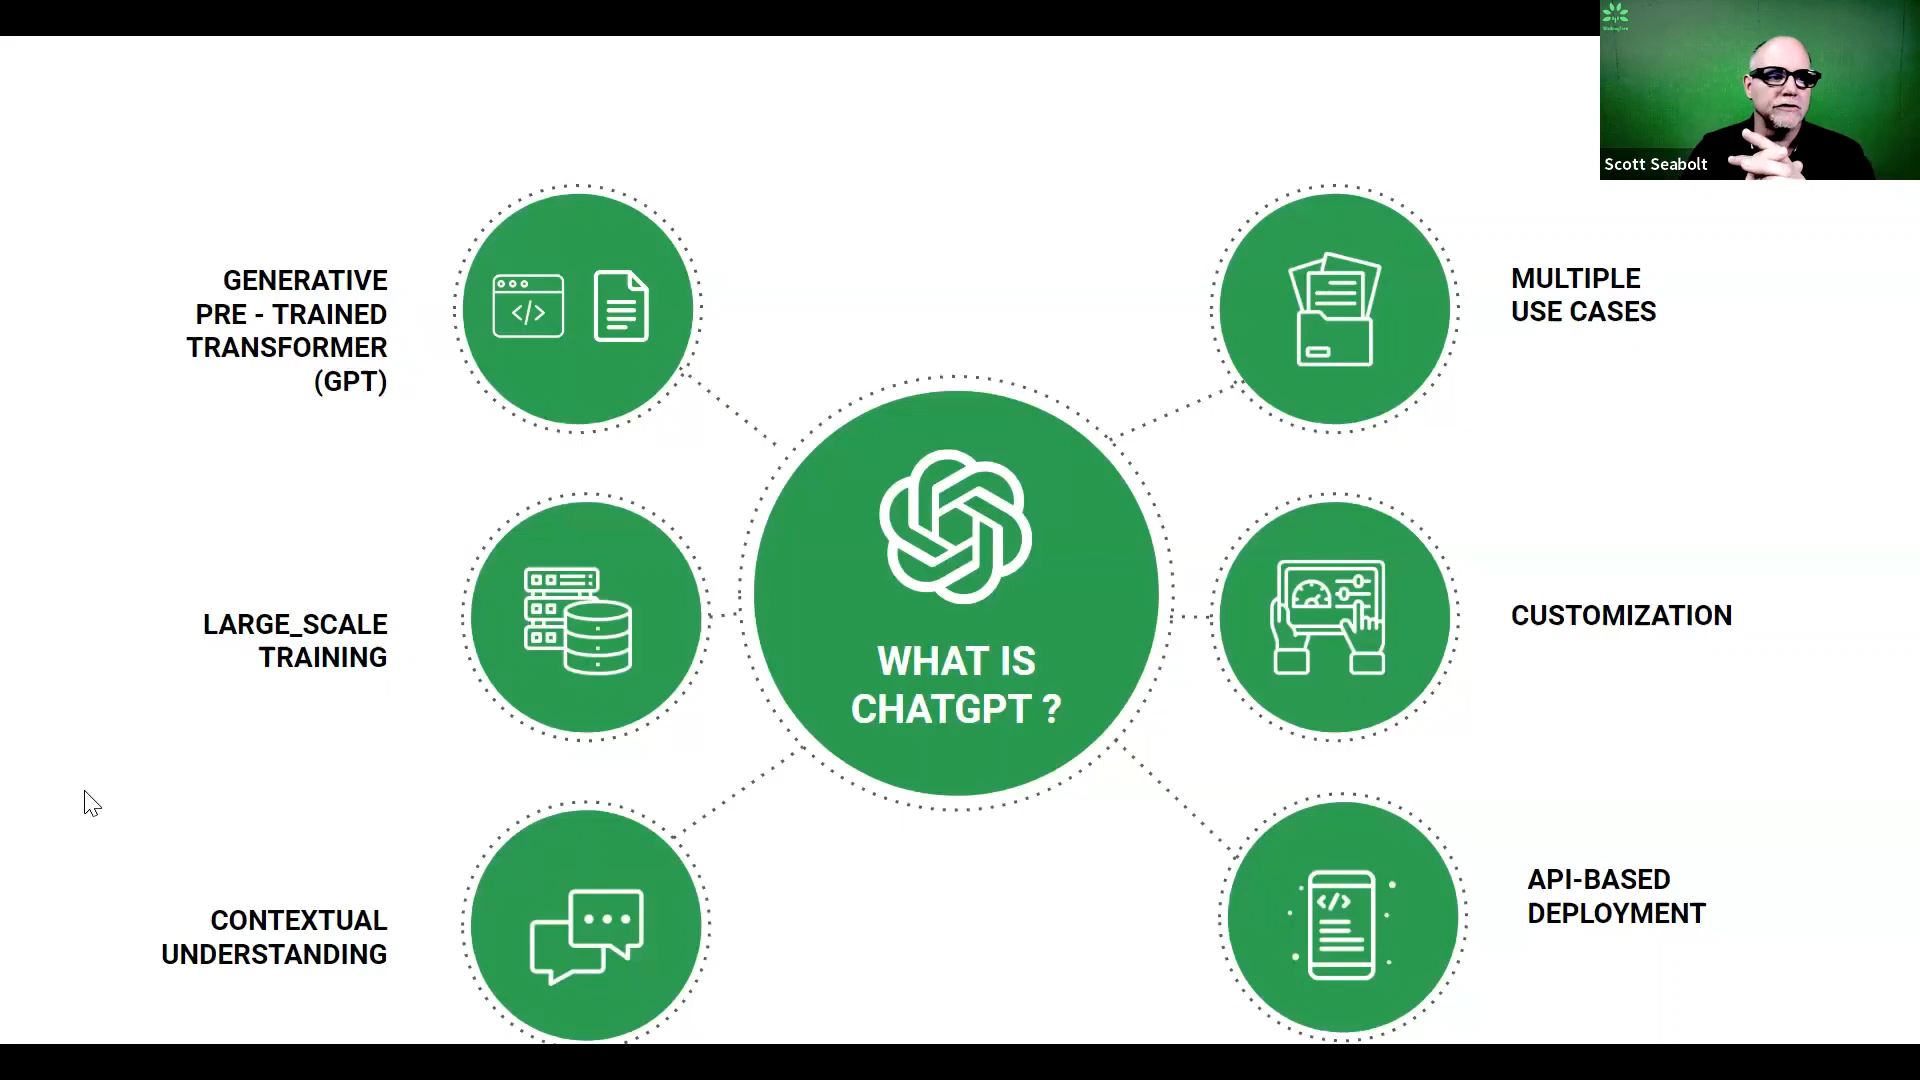 Scott Seabolt
GENERATIVE
PRE - TRAINED
TRANSFORMER
(GPT)
LARGE_SCALE
TRAINING
CONTEXTUAL
UNDERSTANDING
WHAT IS
CHATGPT ?
MULTIPLE
USE CASES
CUSTOMIZATION
API-BASED
DEPLOYMENT